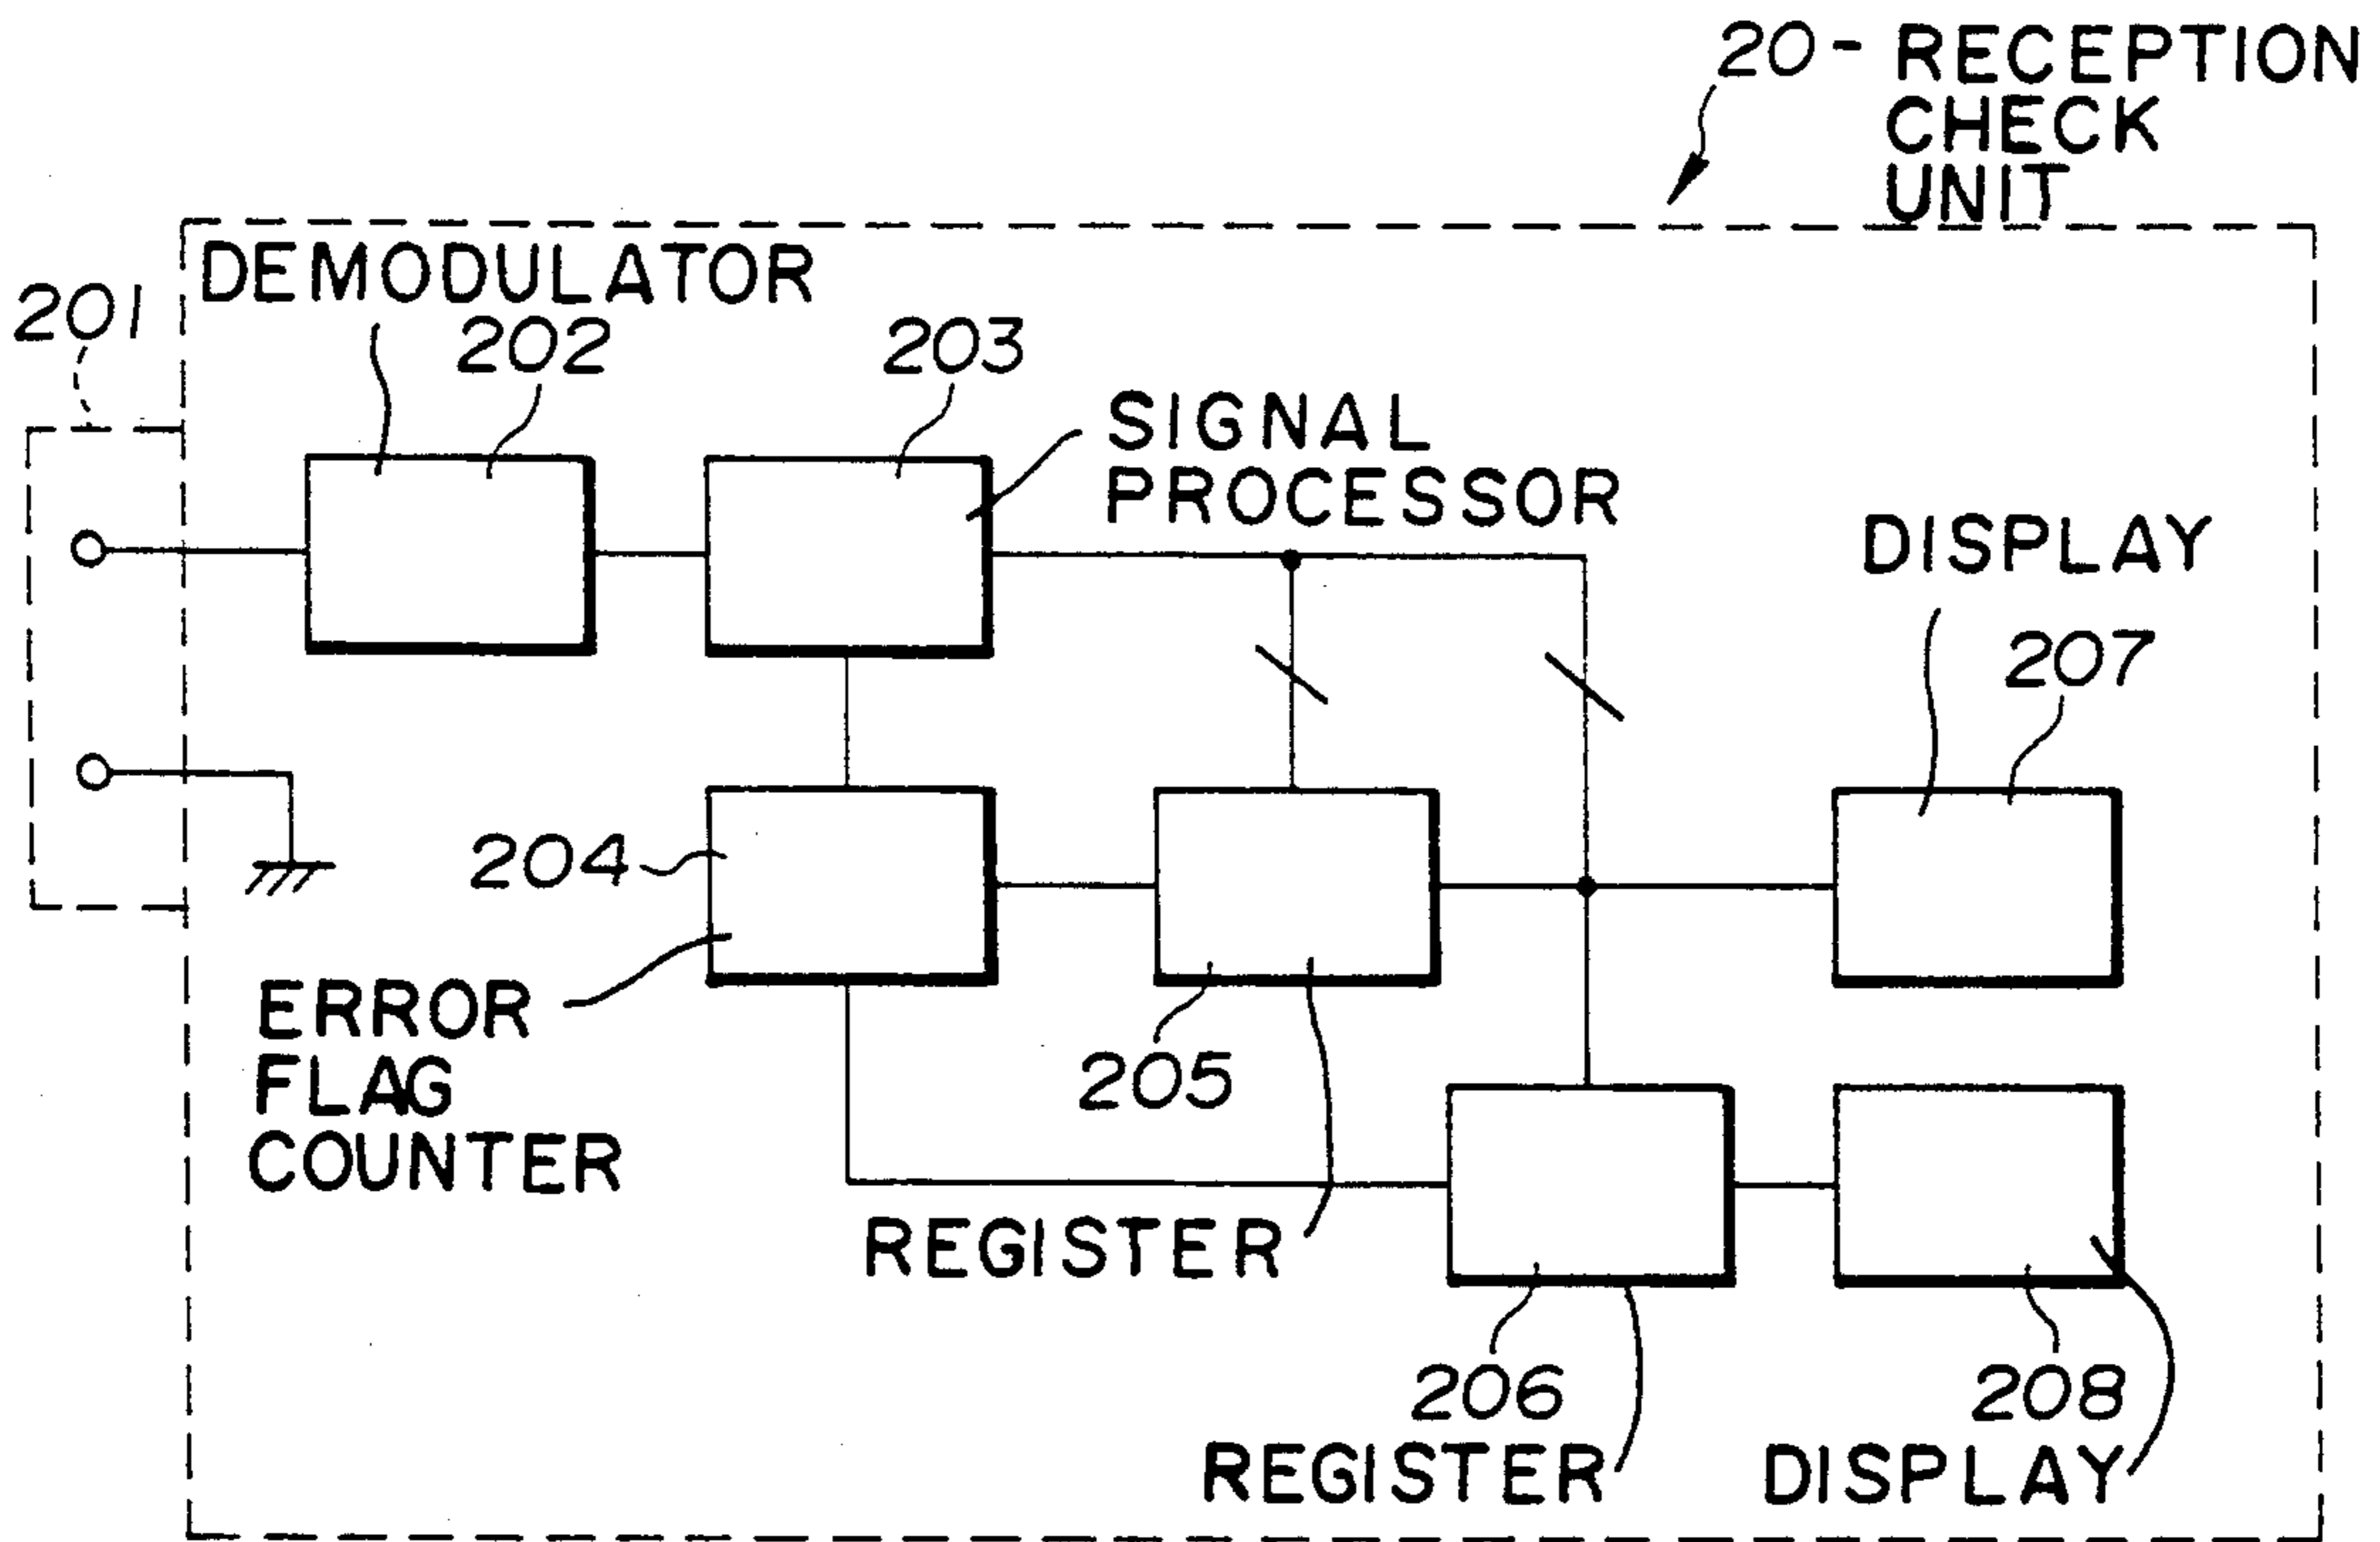 20 - RECEPTION
CHECK
UNIT
DEMODULATOR
201
202
203
SIGNAL
PROCESSOR
DISPLAY
207
204
ERROR
FLAG
COUNTER
205
REGISTER
206
208
REGISTER
DISPLAY